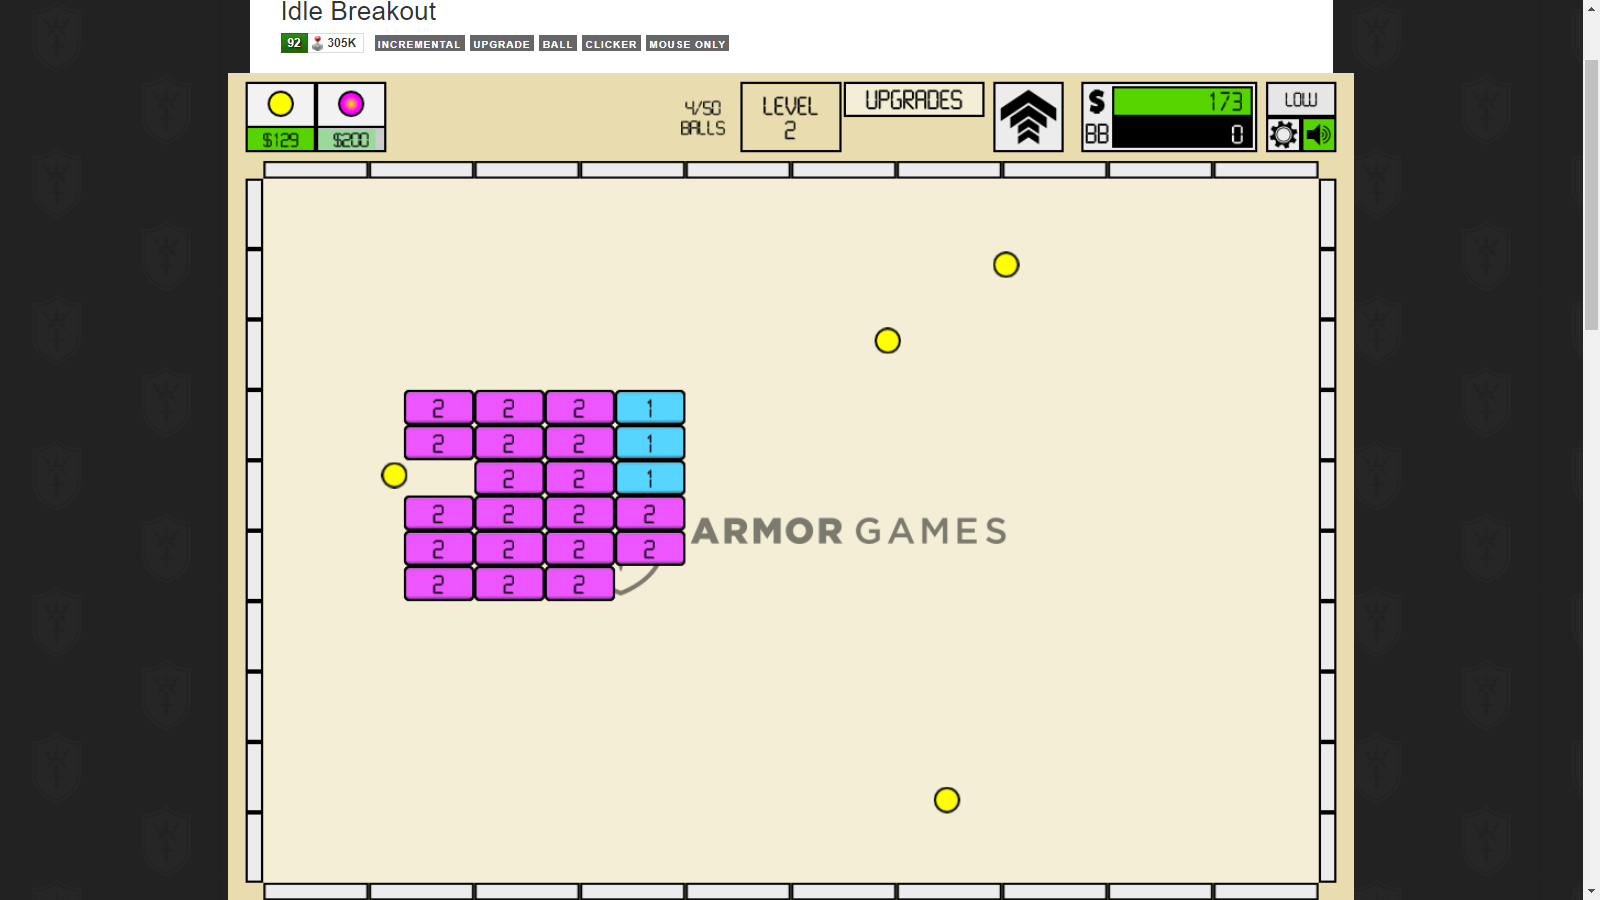 Idle Breakout
92 305K INCREMENTAL UPGRADE BALL CLICKER MOUSE ONLY
$129 $200
4/50
BALLS
LEVEL
2
UPGRADES
$ 173
BB 0
LOW
2 2 2 1
2 2 2 1
2 2 1
2 2 2 2
2 2 2 2
2 2 2
ARMOR GAMES